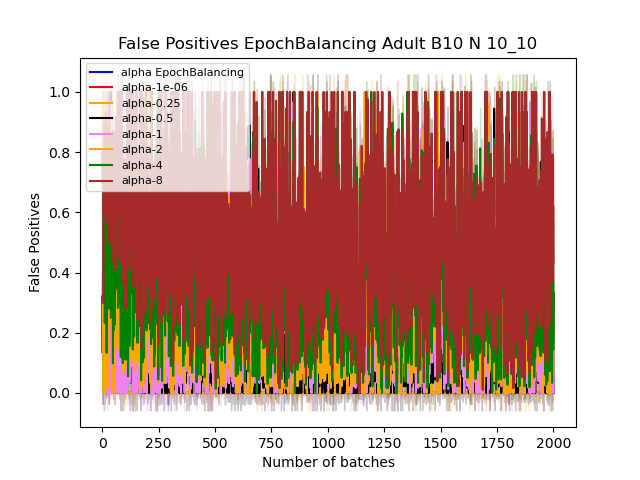 False Positives EpochBalancing Adult B10 N 10_10
alpha EpochBalancing
alpha-1e-06
alpha-0.25
alpha-0.5
alpha-1
alpha-2
alpha-4
alpha-8
1.0
0.8
0.6
0.4
0.2
0.0
False Positives
0 250 500 750 1000 1250 1500 1750 2000
Number of batches